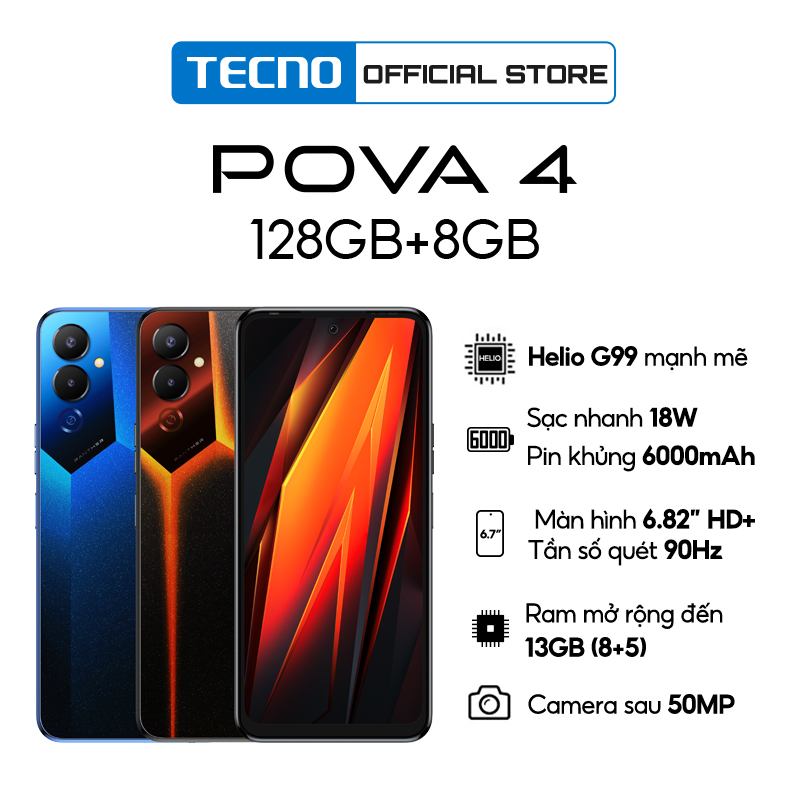 TECNO OFFICIAL STORE
POVA 4
128GB+8GB
HELIO
Helio G99 mạnh mẽ
6000
Sạc nhanh 18W
Pin khủng 6000mAh
6.7"
Màn hình 6.82" HD+
Tần số quét 90Hz
Ram mở rộng đến
13GB (8+5)
Camera sau 50MP